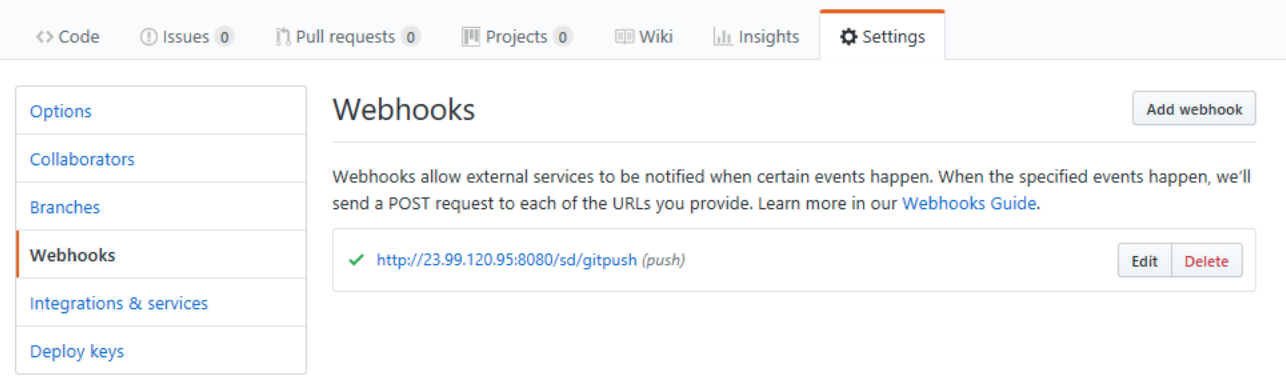 Code Issues 0 Pull requests 0 Projects 0 Wiki Insights Settings
Options
Collaborators
Branches
Webhooks
Integrations & services
Deploy keys
Webhooks
Add webhook
Webhooks allow external services to be notified when certain events happen. When the specified events happen, we'll
send a POST request to each of the URLs you provide. Learn more in our Webhooks Guide.
http://23.99.120.95:8080/sd/gitpush (push)
Edit Delete